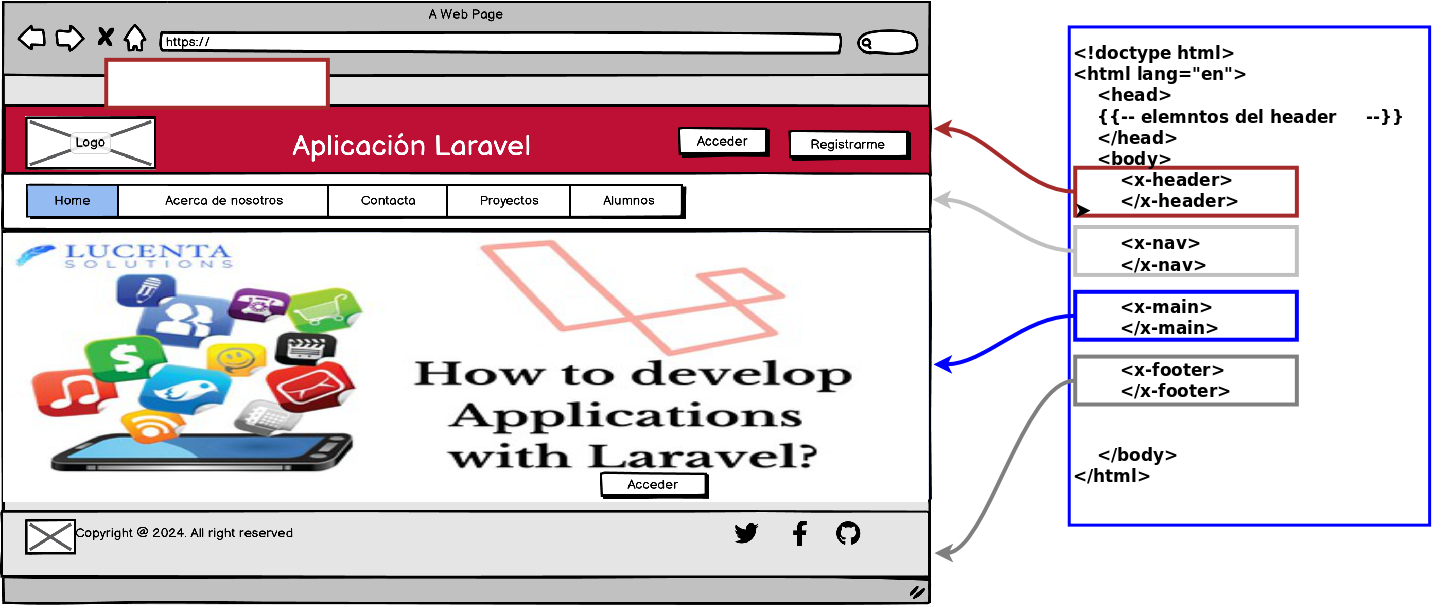 A Web Page
https://
Logo
Aplicación Laravel
Acceder
Registrarme
Home
Acerca de nosotros
Contacta
Proyectos
Alumnos
LUCENTA
SOLUTIONS
How to develop
Applications
with Laravel?
Acceder
Copyright @ 2024. All right reserved
<!doctype html>
<html lang="en">
<head>
{{-- elemntos del header --}}
</head>
<body>
<x-header>
</x-header>
<x-nav>
</x-nav>
<x-main>
</x-main>
<x-footer>
</x-footer>
</body>
</html>